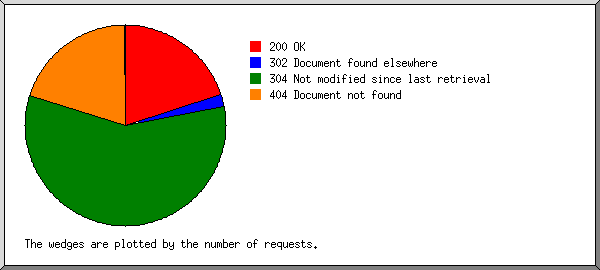 200 OK
302 Document found elsewhere
304 Not modified since last retrieval
404 Document not found
The wedges are plotted by the number of requests.